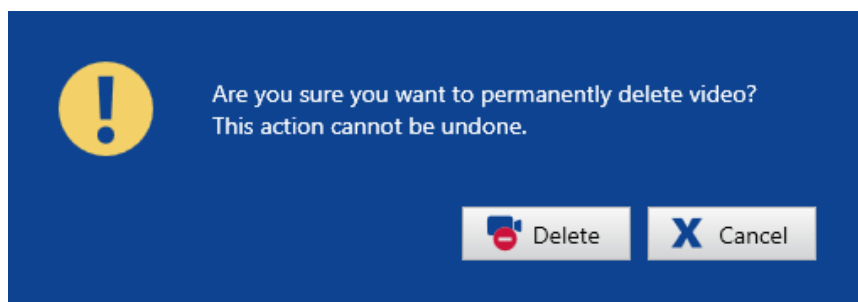 Are you sure you want to permanently delete video?
This action cannot be undone.
Delete
Cancel